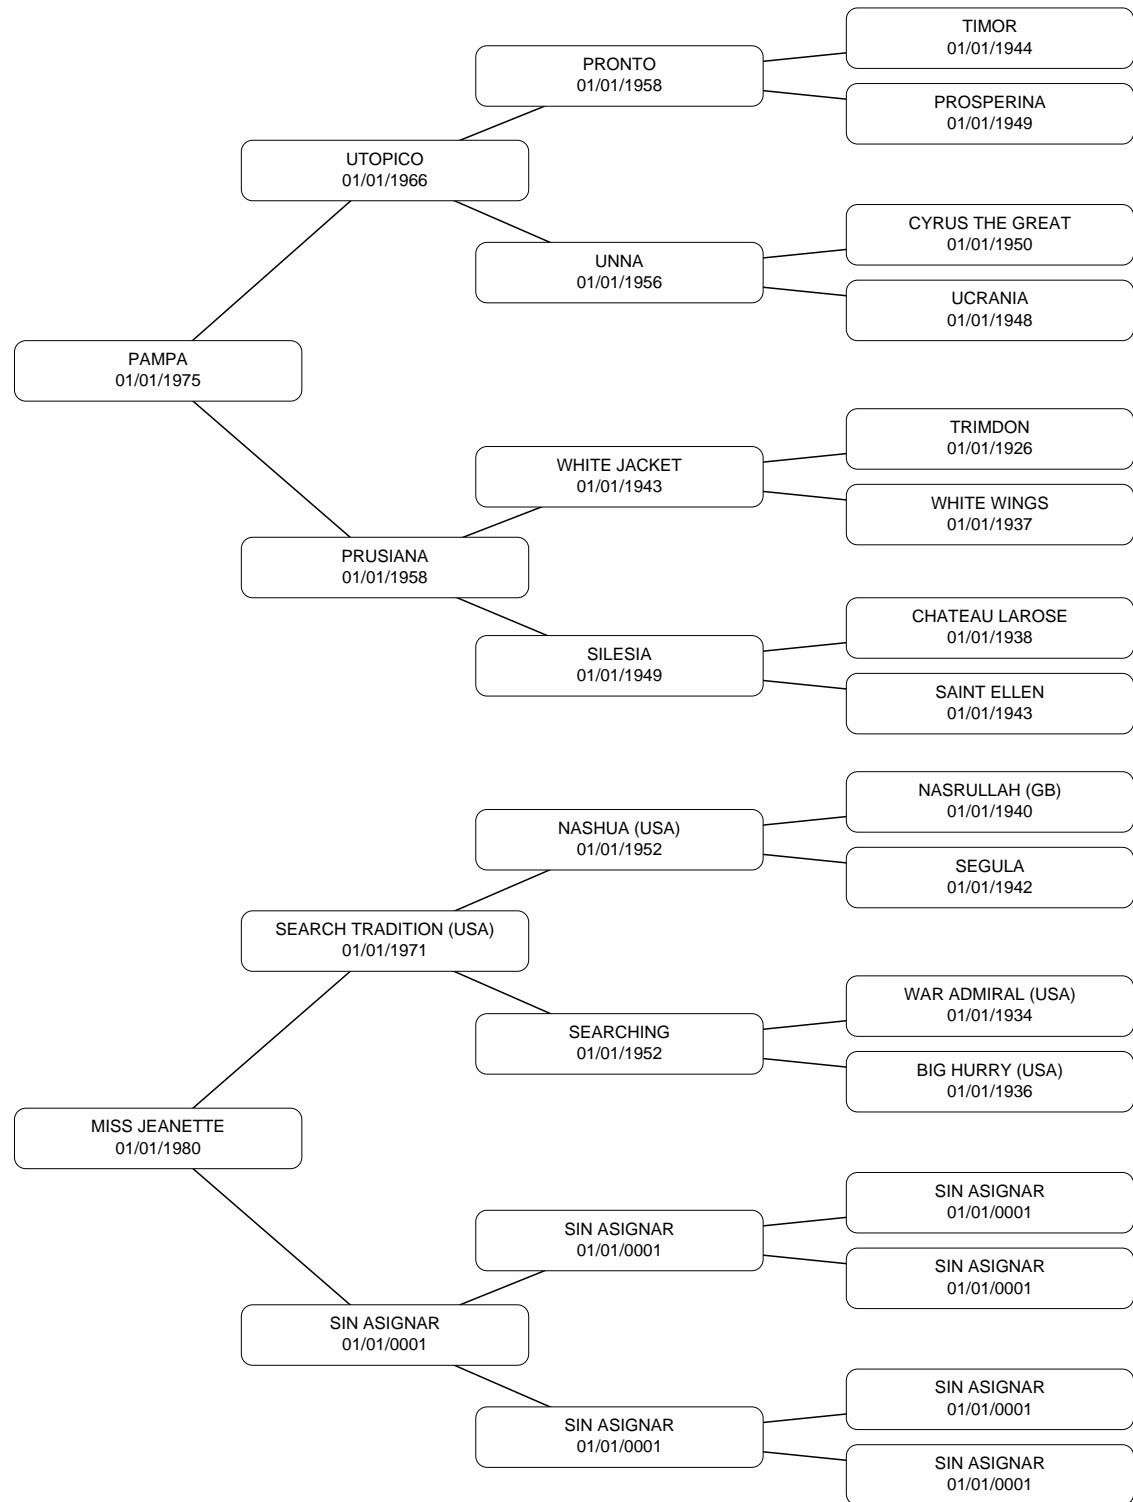 TIMOR
01/01/1944
PRONTO
01/01/1958
PROSPERINA
01/01/1949
UTOPICO
01/01/1966
CYRUS THE GREAT
01/01/1950
UNNA
01/01/1956
UCRANIA
01/01/1948
PAMPA
01/01/1975
TRIMDON
01/01/1926
WHITE JACKET
01/01/1943
WHITE WINGS
01/01/1937
PRUSIANA
01/01/1958
CHATEAU LAROSE
01/01/1938
SILESIA
01/01/1949
SAINT ELLEN
01/01/1943
NASRULLAH (GB)
01/01/1940
NASHUA (USA)
01/01/1952
SEGULA
01/01/1942
SEARCH TRADITION (USA)
01/01/1971
WAR ADMIRAL (USA)
01/01/1934
SEARCHING
01/01/1952
BIG HURRY (USA)
01/01/1936
MISS JEANETTE
01/01/1980
SIN ASIGNAR
01/01/0001
SIN ASIGNAR
01/01/0001
SIN ASIGNAR
01/01/0001
SIN ASIGNAR
01/01/0001
SIN ASIGNAR
01/01/0001
SIN ASIGNAR
01/01/0001
SIN ASIGNAR
01/01/0001